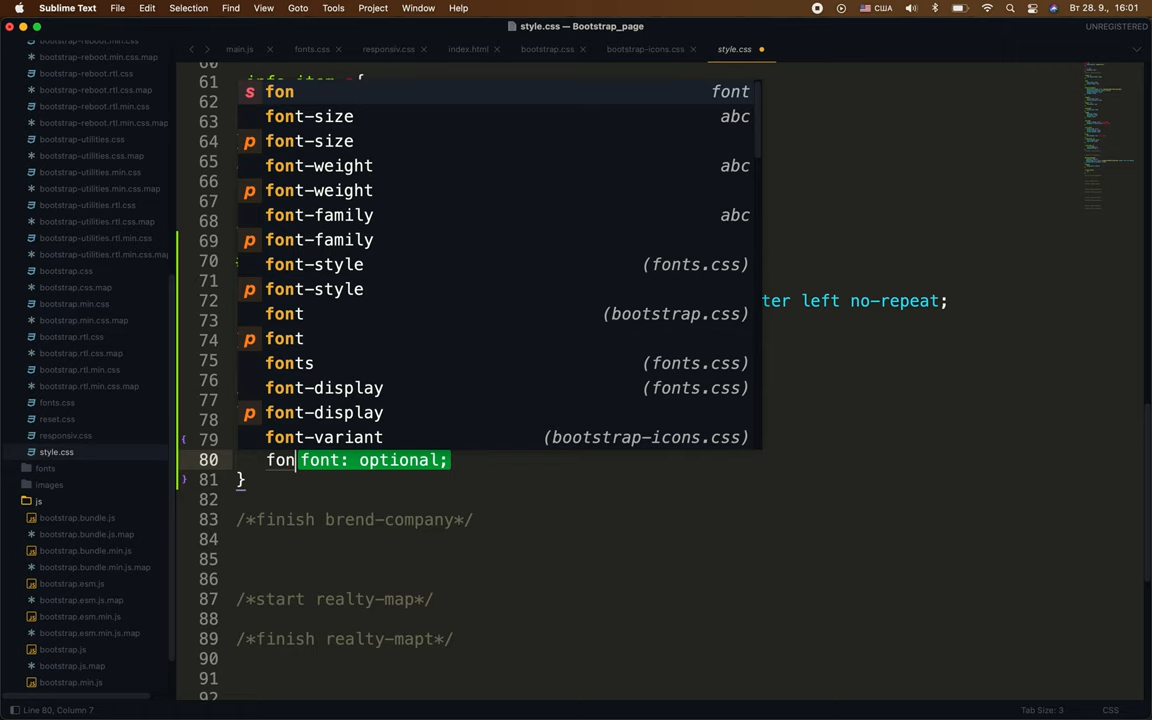 Sublime Text File Edit Selection Find View Goto Tools Project Window Help США Вт 28. 9., 16:01
style.css — Bootstrap_page UNREGISTERED
main.js fonts.css responsiv.css index.html bootstrap.css bootstrap-icons.css style.css
bootstrap-reboot.min.css.map
bootstrap-reboot.rtl.css
bootstrap-reboot.rtl.css.map
bootstrap-reboot.rtl.min.css
bootstrap-reboot.rtl.min.css.map
bootstrap-utilities.css
bootstrap-utilities.css.map
bootstrap-utilities.min.css
bootstrap-utilities.min.css.map
bootstrap-utilities.rtl.css
bootstrap-utilities.rtl.css.map
bootstrap-utilities.rtl.min.css
bootstrap-utilities.rtl.min.css.map
bootstrap.css
bootstrap.css.map
bootstrap.min.css
bootstrap.min.css.map
bootstrap.rtl.css
bootstrap.rtl.css.map
bootstrap.rtl.min.css
bootstrap.rtl.min.css.map
fonts.css
reset.css
responsiv.css
style.css
fonts
images
js
bootstrap.bundle.js
bootstrap.bundle.js.map
bootstrap.bundle.min.js
bootstrap.bundle.min.js.map
bootstrap.esm.js
bootstrap.esm.js.map
bootstrap.esm.min.js
bootstrap.esm.min.js.map
bootstrap.js
bootstrap.js.map
bootstrap.min.js
61
62
63
64
65
66
67
68
69
70
71
72 ter left no-repeat;
73
74
75
76
77
78
79
80 fon font: optional;
81 }
82
83 /*finish brend-company*/
84
85
86
87 /*start realty-map*/
88
89 /*finish realty-mapt*/
90
91
92
s fon font
font-size abc
p font-size
font-weight abc
p font-weight
font-family abc
p font-family
font-style (fonts.css)
p font-style
font (bootstrap.css)
p font
fonts (fonts.css)
font-display (fonts.css)
p font-display
font-variant (bootstrap-icons.css)
Line 80, Column 7 Tab Size: 3 CSS